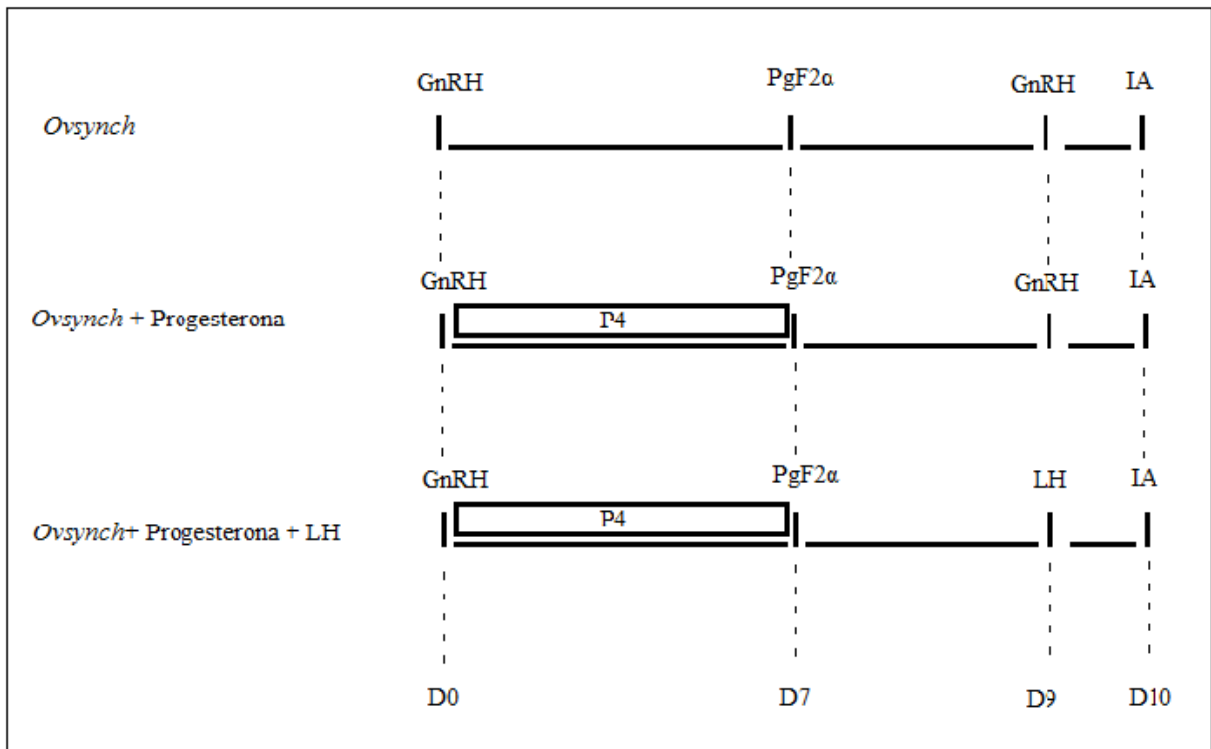 GnRH PgF2α GnRH IA
Ovsynch
GnRH PgF2α GnRH IA
Ovsynch + Progesterona P4
GnRH PgF2α LH IA
Ovsynch+ Progesterona + LH P4
D0 D7 D9 D10